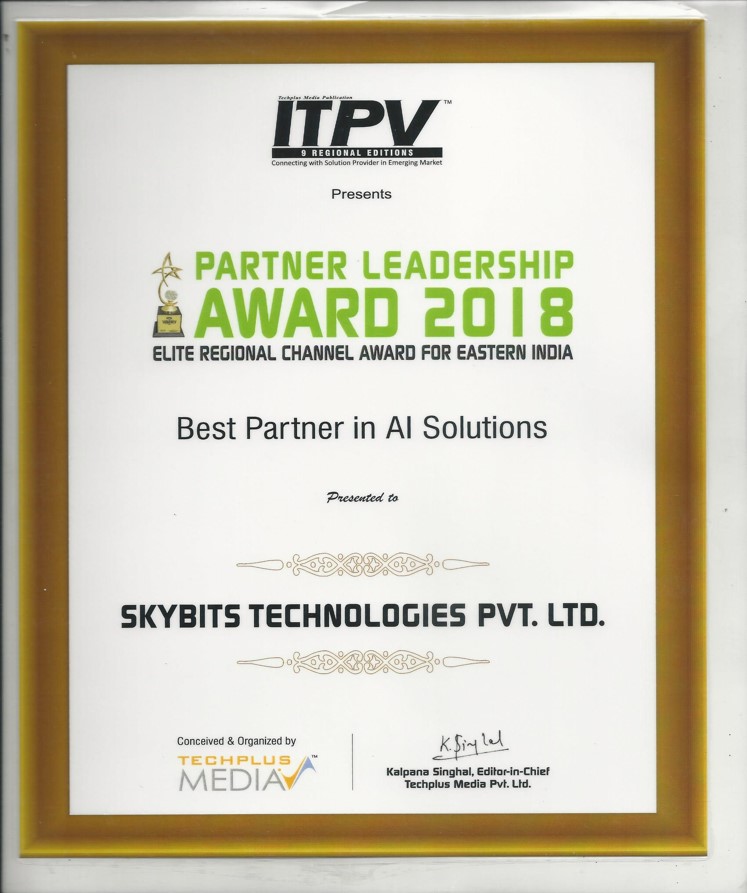 Techplus Media Publication
ITPV™
9 REGIONAL EDITIONS
Connecting with Solution Provider in Emerging Market
Presents
PARTNER LEADERSHIP
AWARD 2018
ELITE REGIONAL CHANNEL AWARD FOR EASTERN INDIA
Best Partner in AI Solutions
Presented to
SKYBITS TECHNOLOGIES PVT. LTD.
Conceived & Organized by
TECHPLUS™
MEDIA
K. Singhal
Kalpana Singhal, Editor-in-Chief
Techplus Media Pvt. Ltd.